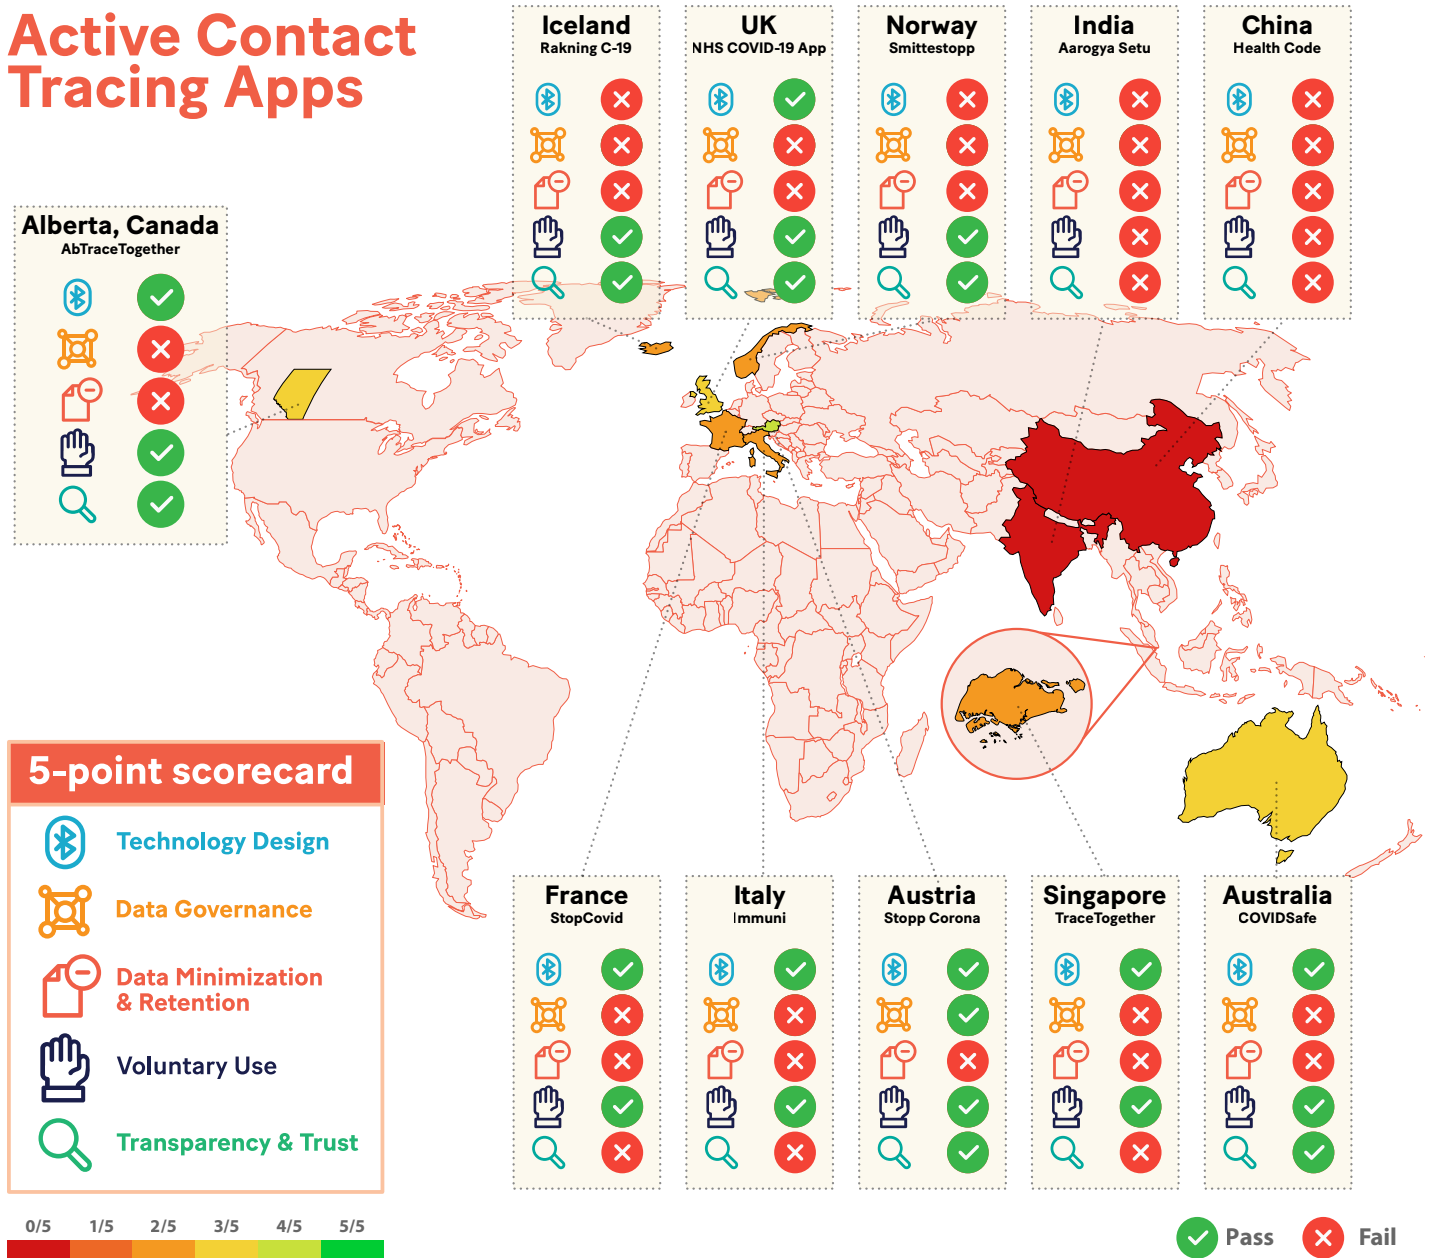 Active Contact
Tracing Apps
Iceland
Rakning C-19
UK
NHS COVID-19 App
Norway
Smittestopp
India
Aarogya Setu
China
Health Code
Alberta, Canada
AbTraceTogether
5-point scorecard
Technology Design
Data Governance
Data Minimization
& Retention
Voluntary Use
Transparency & Trust
0/5 1/5 2/5 3/5 4/5 5/5
France
StopCovid
Italy
Immuni
Austria
Stopp Corona
Singapore
TraceTogether
Australia
COVIDSafe
Pass Fail